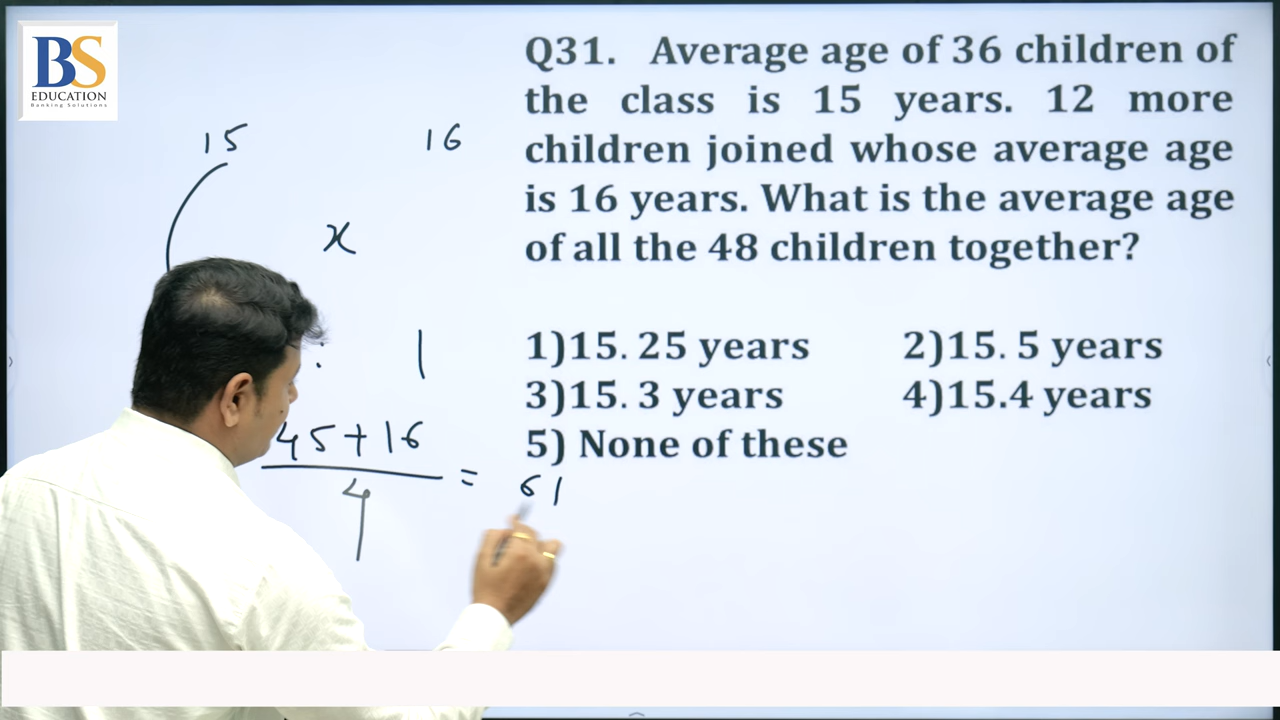 BS
EDUCATION
Banking Solutions
Q31. Average age of 36 children of
the class is 15 years. 12 more
children joined whose average age
is 16 years. What is the average age
of all the 48 children together?
1)15. 25 years 2)15. 5 years
3)15. 3 years 4)15.4 years
5) None of these
15 16
x
: 1
45+16
4
= 61